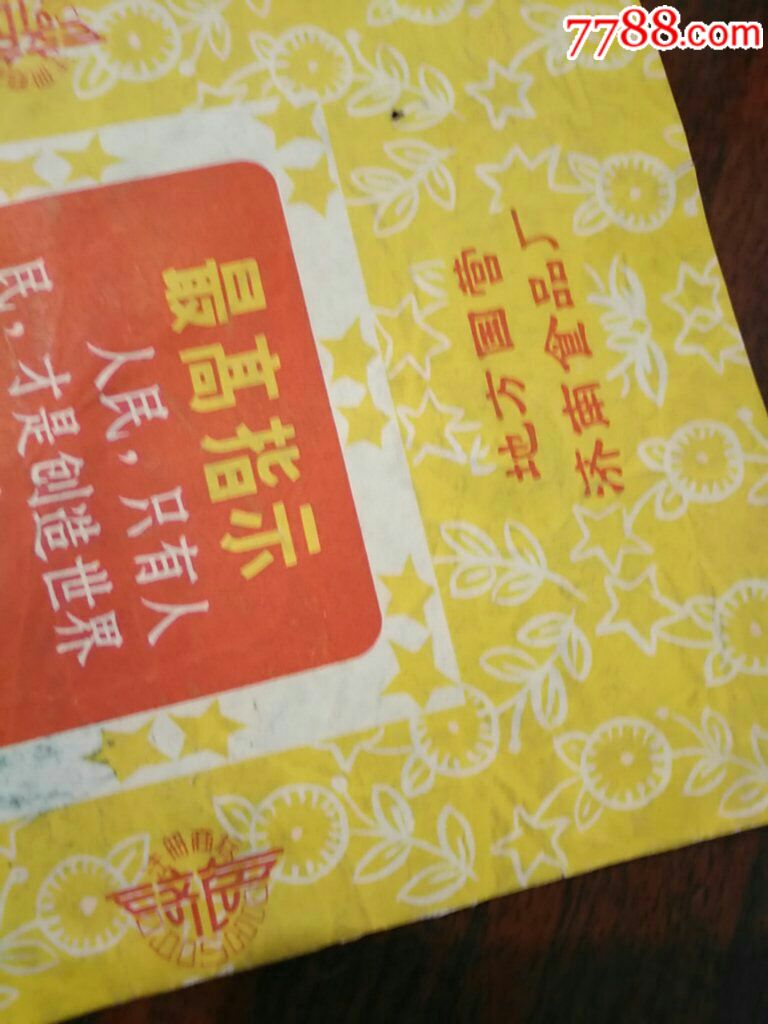 7788.com
最高指示
人民，只有人
民，才是创造世界
地方国营
济南食品厂